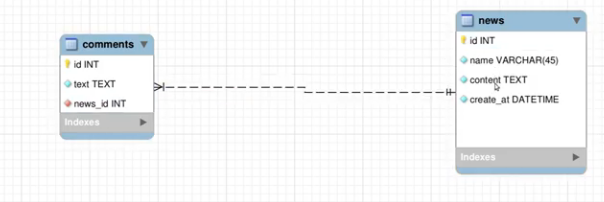 comments
id INT
text TEXT
news_id INT
Indexes
news
id INT
name VARCHAR(45)
content TEXT
create_at DATETIME
Indexes